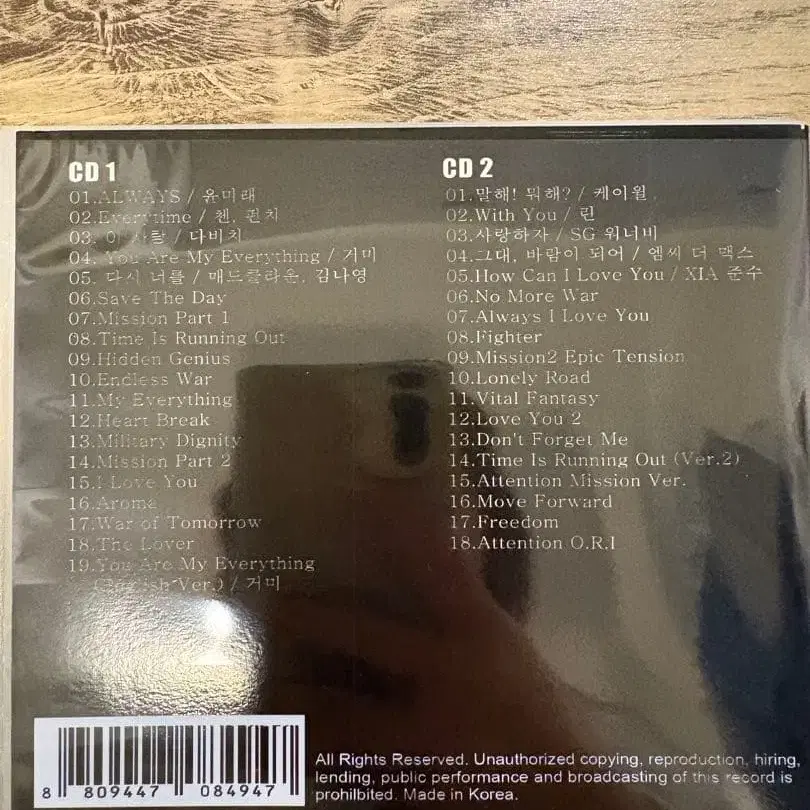 CD 1
01.ALWAYS / 윤미래
02.Everytime / 첸, 펀치
03. 이 사랑 / 다비치
04. You Are My Everything / 거미
05. 다시 너를 / 매드클라운, 김나영
06.Save The Day
07.Mission Part 1
08.Time Is Running Out
09.Hidden Genius
10.Endless War
11.My Everything
12.Heart Break
13.Military Dignity
14.Mission Part 2
15.I Love You
16.Aroma
17.War of Tomorrow
18.The Lover
19.You Are My Everything
(English Ver.) / 거미
CD 2
01.말해! 뭐해? / 케이윌
02.With You / 린
03.사랑하자 / SG 워너비
04.그대, 바람이 되어 / 엠씨 더 맥스
05.How Can I Love You / XIA 준수
06.No More War
07.Always I Love You
08.Fighter
09.Mission2 Epic Tension
10.Lonely Road
11.Vital Fantasy
12.Love You 2
13.Don't Forget Me
14.Time Is Running Out (Ver.2)
15.Attention Mission Ver.
16.Move Forward
17.Freedom
18.Attention O.R.I
8 809447 084947
All Rights Reserved. Unauthorized copying, reproduction, hiring,
lending, public performance and broadcasting of this record is
prohilbited. Made in Korea.